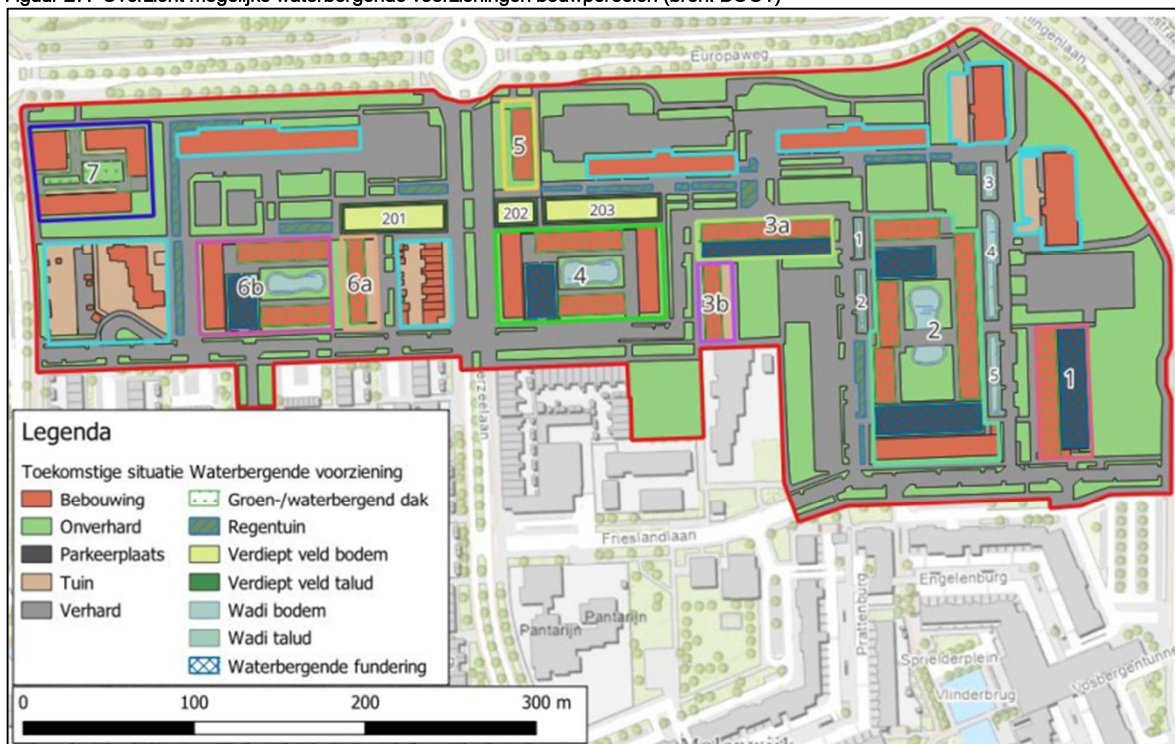 Europaweg
7
5
201
202
203
3a
6b
6a
4
3b
1
2
3
4
5
2
1
Legenda
Toekomstige situatie Waterbergende voorziening
Bebouwing
Groen-/waterbergend dak
Onverhard
Regentuin
Parkeerplaats
Verdiept veld bodem
Tuin
Verdiept veld talud
Verhard
Wadi bodem
Wadi talud
Waterbergende fundering
Frieslandlaan
Pantarijn
Pantarijn
Prattenburg
Engelenburg
Sprielderplein
Vlinderbrug
Vosbergentunne
0 100 200 300 m